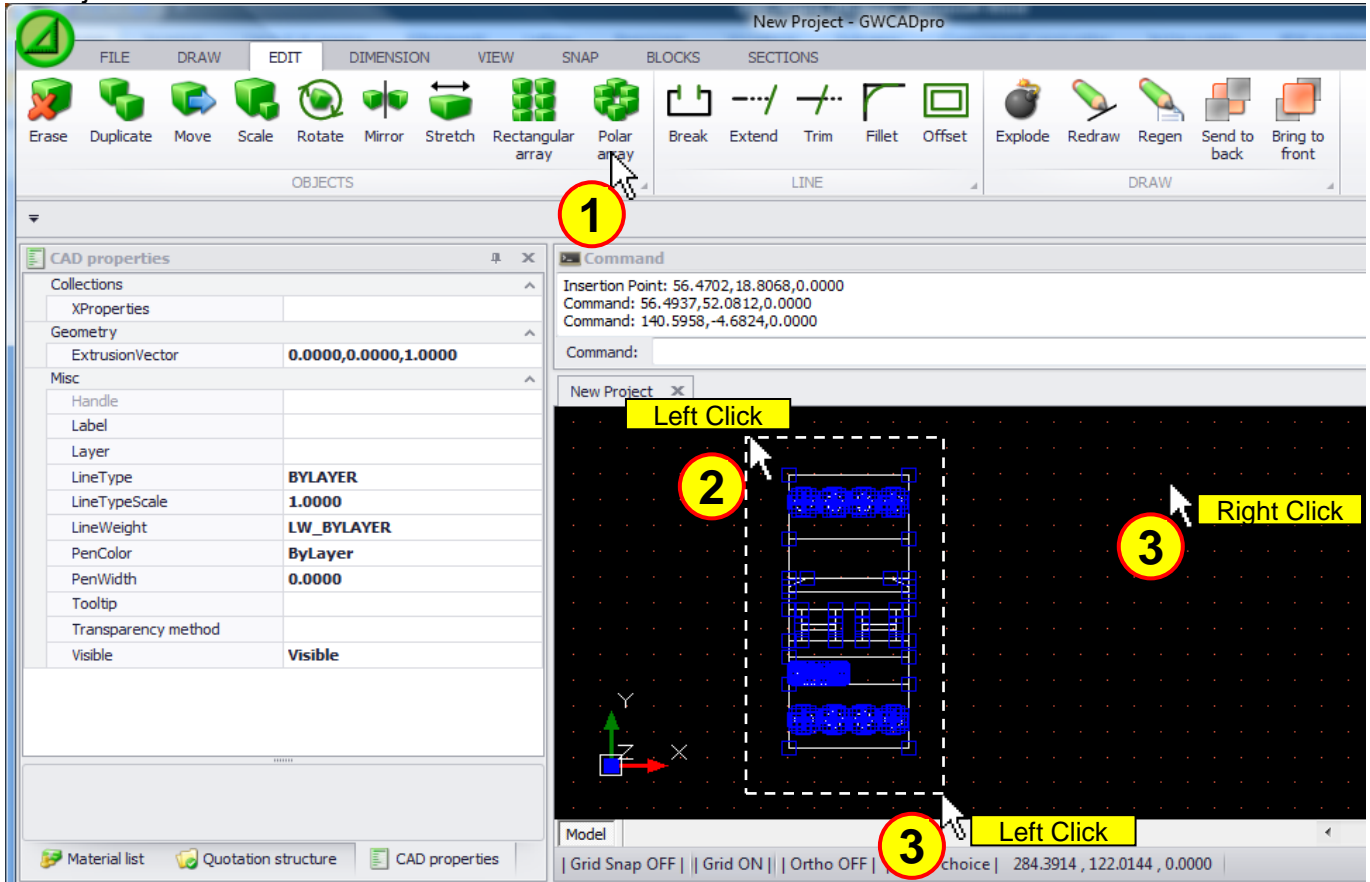 New Project - GWCADpro
FILE DRAW EDIT DIMENSION VIEW SNAP BLOCKS SECTIONS
Erase Duplicate Move Scale Rotate Mirror Stretch Rectangular array Polar array Break Extend Trim Fillet Offset Explode Redraw Regen Send to back Bring to front
OBJECTS LINE DRAW
1
CAD properties
Collections
XProperties
Geometry
ExtrusionVector 0.0000,0.0000,1.0000
Misc
Handle
Label
Layer
LineType BYLAYER
LineTypeScale 1.0000
LineWeight LW_BYLAYER
PenColor ByLayer
PenWidth 0.0000
Tooltip
Transparency method
Visible Visible
Material list Quotation structure CAD properties
Command
Insertion Point: 56.4702,18.8068,0.0000
Command: 56.4937,52.0812,0.0000
Command: 140.5958,-4.6824,0.0000
Command:
New Project
Left Click
2
Right Click
3
Y
Z X
3 Left Click
Model
| Grid Snap OFF | | Grid ON | | Ortho OFF | choice | 284.3914 , 122.0144 , 0.0000